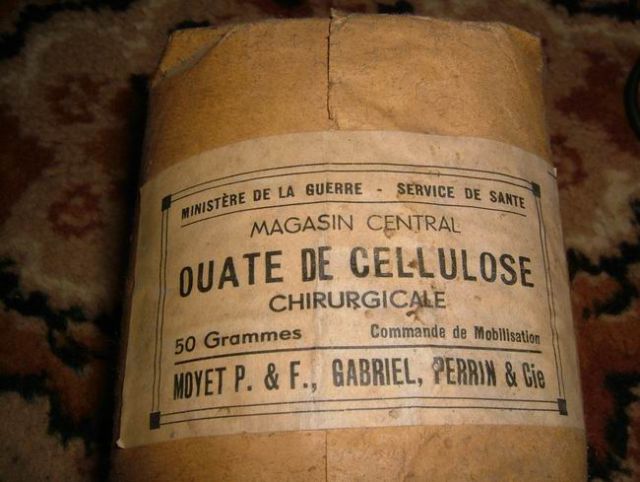 MINISTÈRE DE LA GUERRE - SERVICE DE SANTE
MAGASIN CENTRAL
OUATE DE CELLULOSE
CHIRURGICALE
50 Grammes Commande de Mobilisation
MOYET P. & F., GABRIEL, PERRIN & Cie